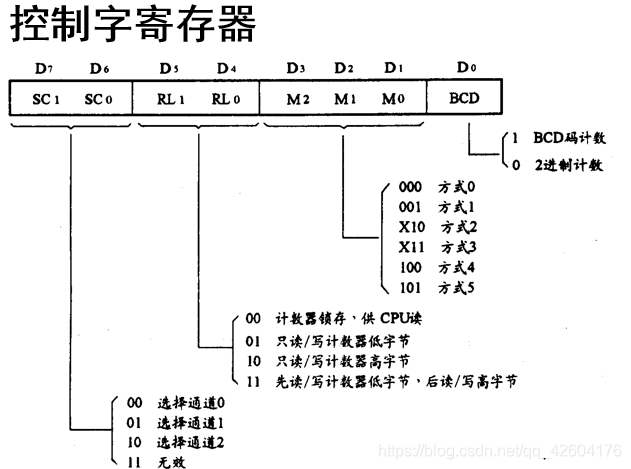 控制字寄存器
D7 D6 D5 D4 D3 D2 D1 D0
SC1 SC0 RL1 RL0 M2 M1 M0 BCD
1 BCD码计数
0 2进制计数
000 方式0
001 方式1
X10 方式2
X11 方式3
100 方式4
101 方式5
00 计数器锁存，供 CPU读
01 只读/写计数器低字节
10 只读/写计数器高字节
11 先读/写计数器低字节，后读/写高字节
00 选择通道0
01 选择通道1
10 选择通道2
11 无效
https://blog.csdn.net/qq_42604176